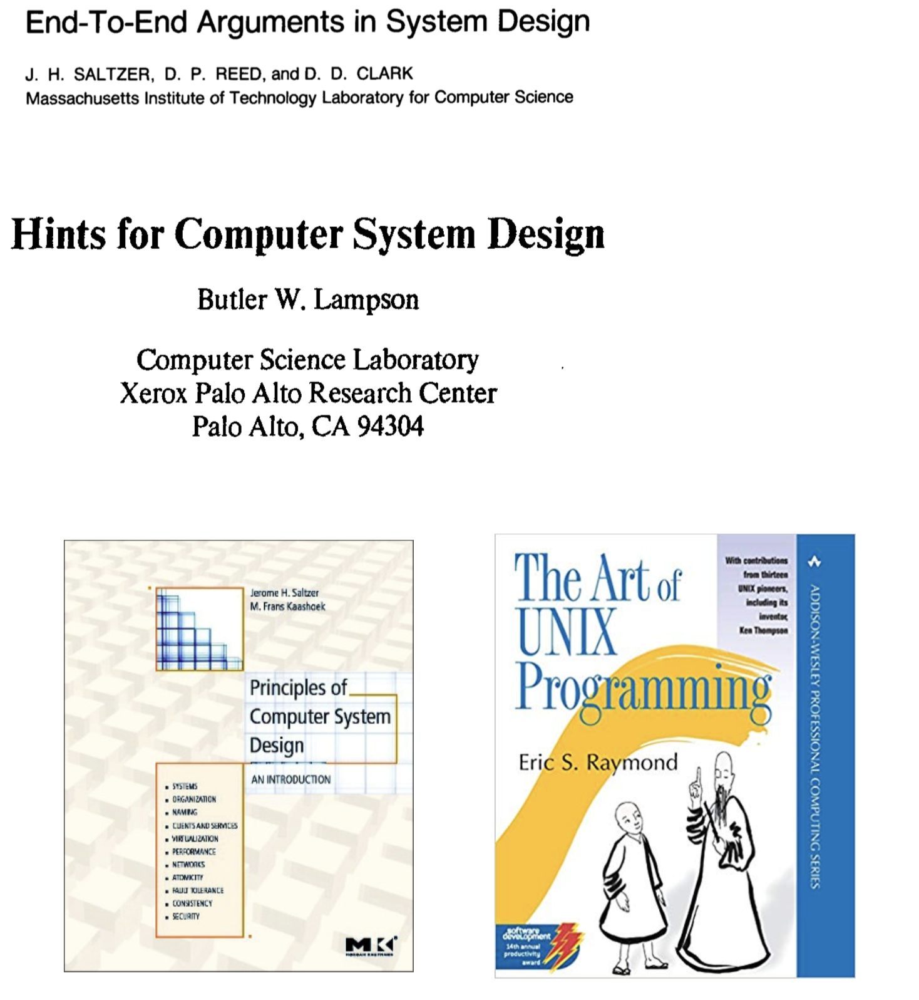 End-To-End Arguments in System Design
J. H. SALTZER, D. P. REED, and D. D. CLARK
Massachusetts Institute of Technology Laboratory for Computer Science
Hints for Computer System Design
Butler W. Lampson
Computer Science Laboratory
Xerox Palo Alto Research Center
Palo Alto, CA 94304
Jerome H. Saltzer
M. Frans Kaashoek
Principles of
Computer System
Design
AN INTRODUCTION
▪ SYSTEMS
▪ ORGANIZATION
▪ NAMING
▪ CLIENTS AND SERVICES
▪ VIRTUALIZATION
▪ PERFORMANCE
▪ NETWORKS
▪ ATOMICITY
▪ FAULT TOLERANCE
▪ CONSISTENCY
▪ SECURITY
MK
MORGAN KAUFMANN
The Art of
UNIX
Programming
With contributions
from thirteen
UNIX pioneers,
including its
inventor,
Ken Thompson
Eric S. Raymond
software
development
14th annual
productivity
award
ADDISON-WESLEY PROFESSIONAL COMPUTING SERIES